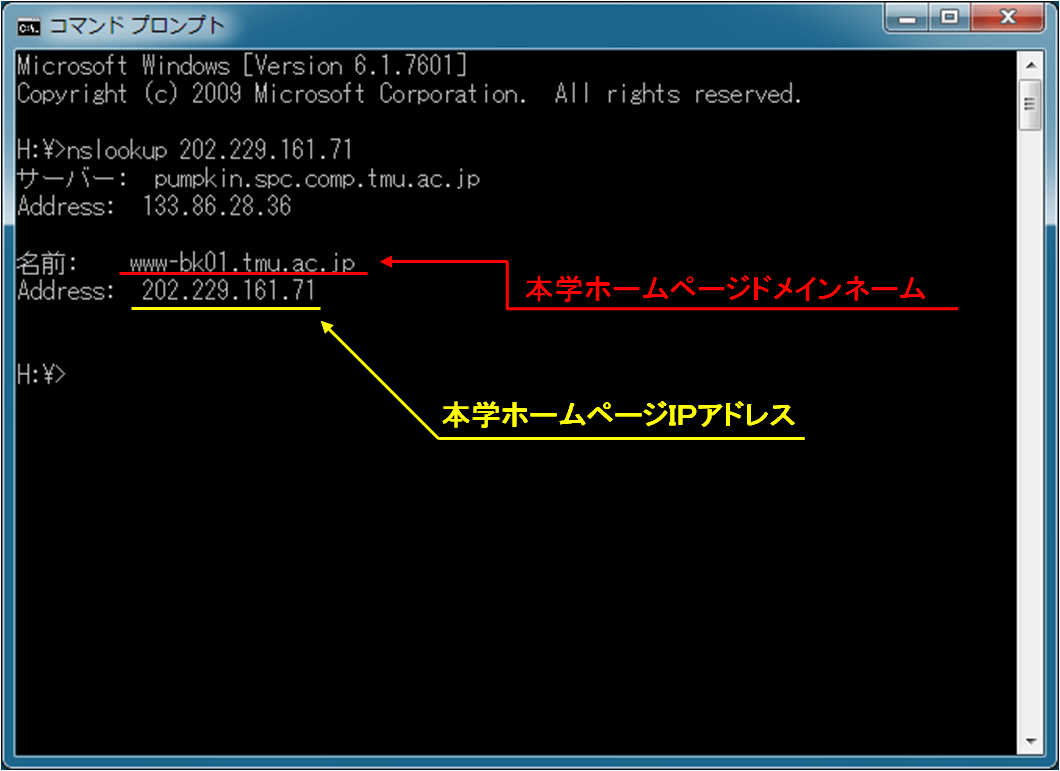 コマンド プロンプト
Microsoft Windows [Version 6.1.7601]
Copyright (c) 2009 Microsoft Corporation.  All rights reserved.
H:¥>nslookup 202.229.161.71
サーバー:  pumpkin.spc.comp.tmu.ac.jp
Address:  133.86.28.36
名前:    www-bk01.tmu.ac.jp
Address:  202.229.161.71
本学ホームページドメインネーム
H:¥>
本学ホームページIPアドレス